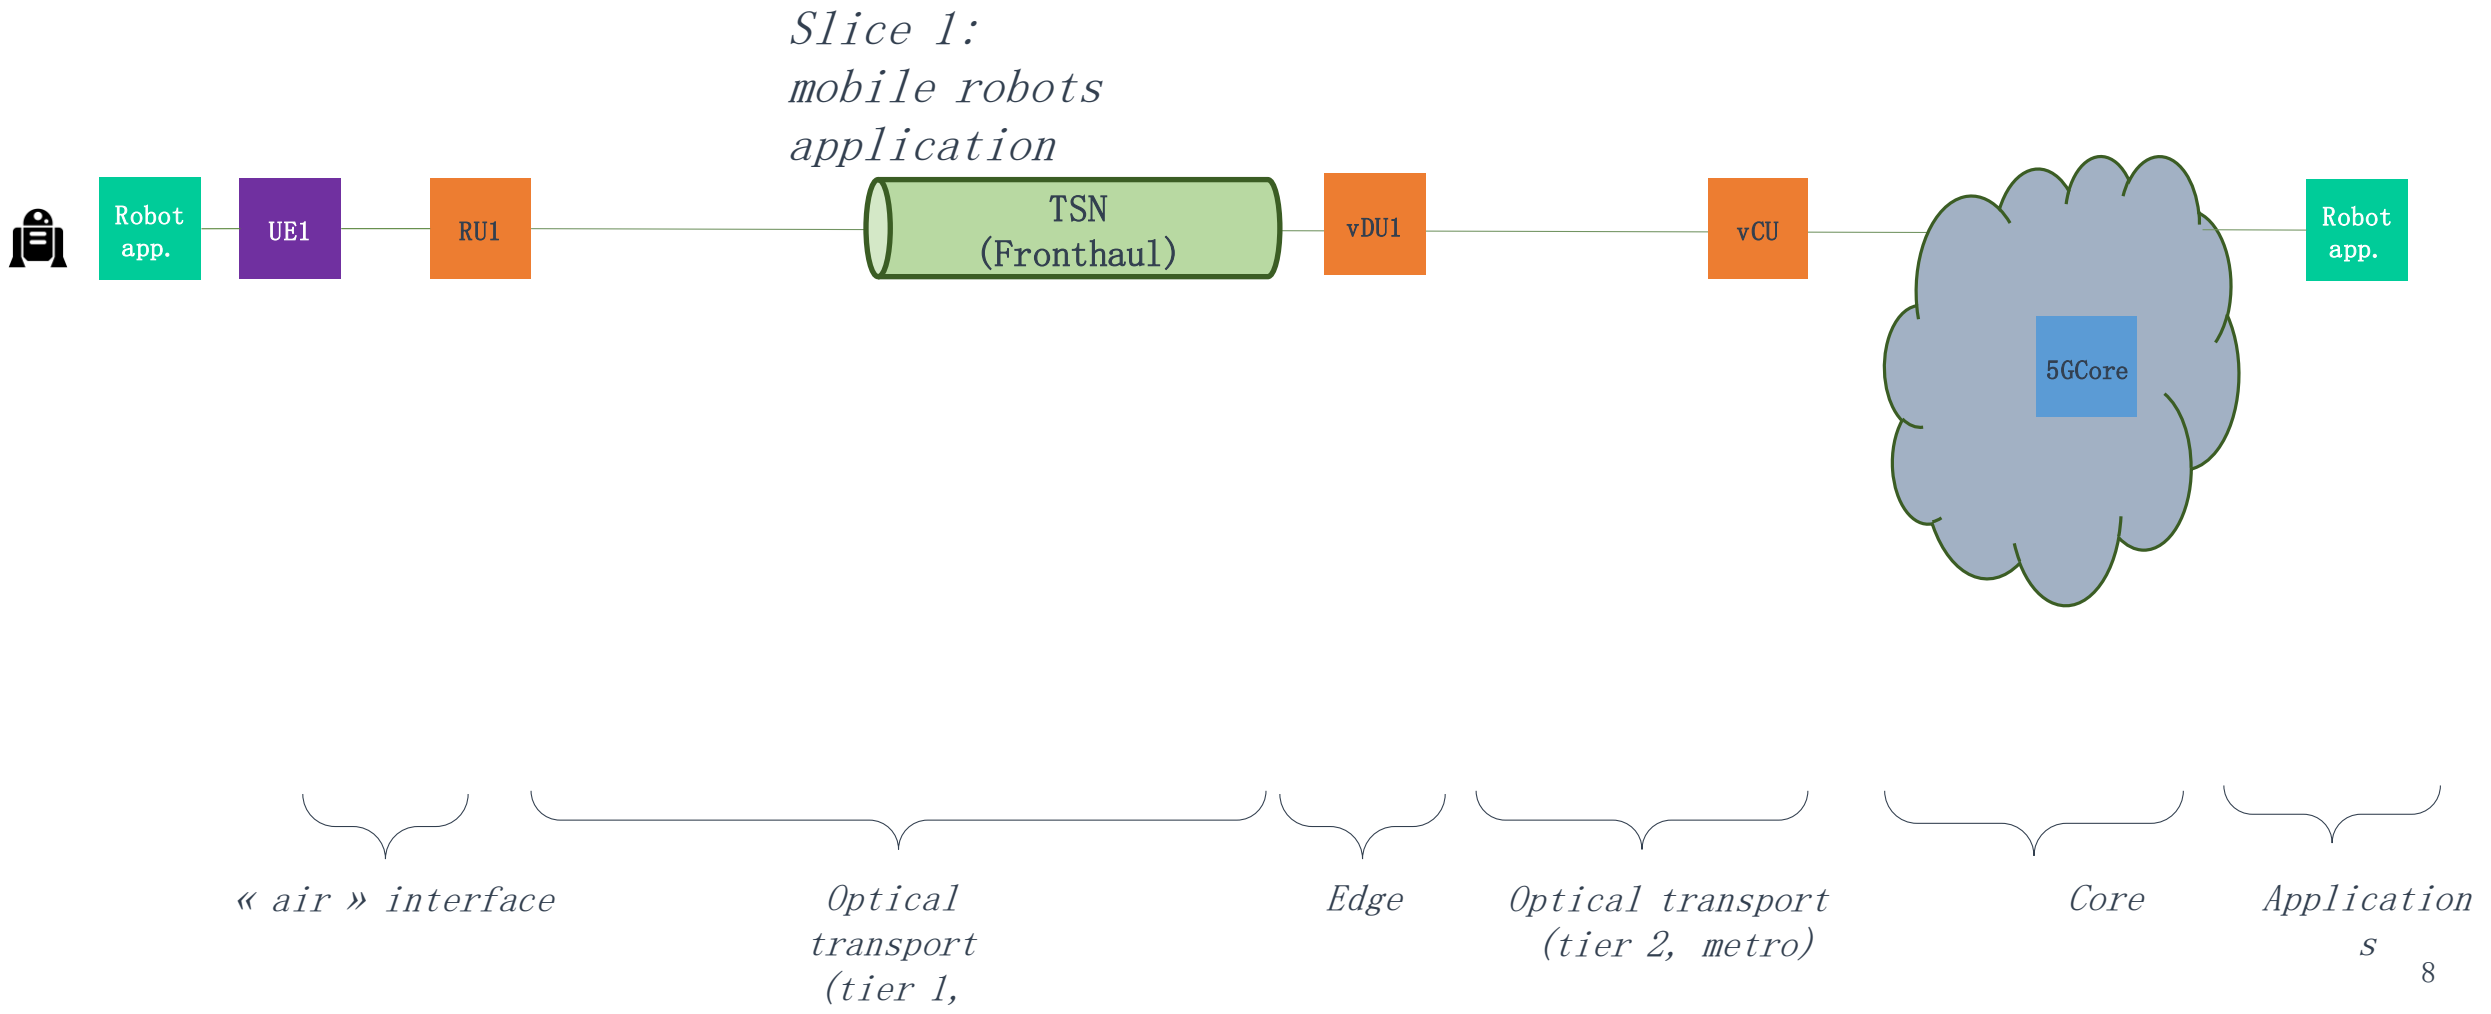 Slice 1:
mobile robots
application
Robot
app.
UE1
RU1
TSN
(Fronthaul)
vDU1
vCU
5GCore
Robot
app.
« air » interface
Optical
transport
(tier 1,
Edge
Optical transport
(tier 2, metro)
Core
Application
s
8